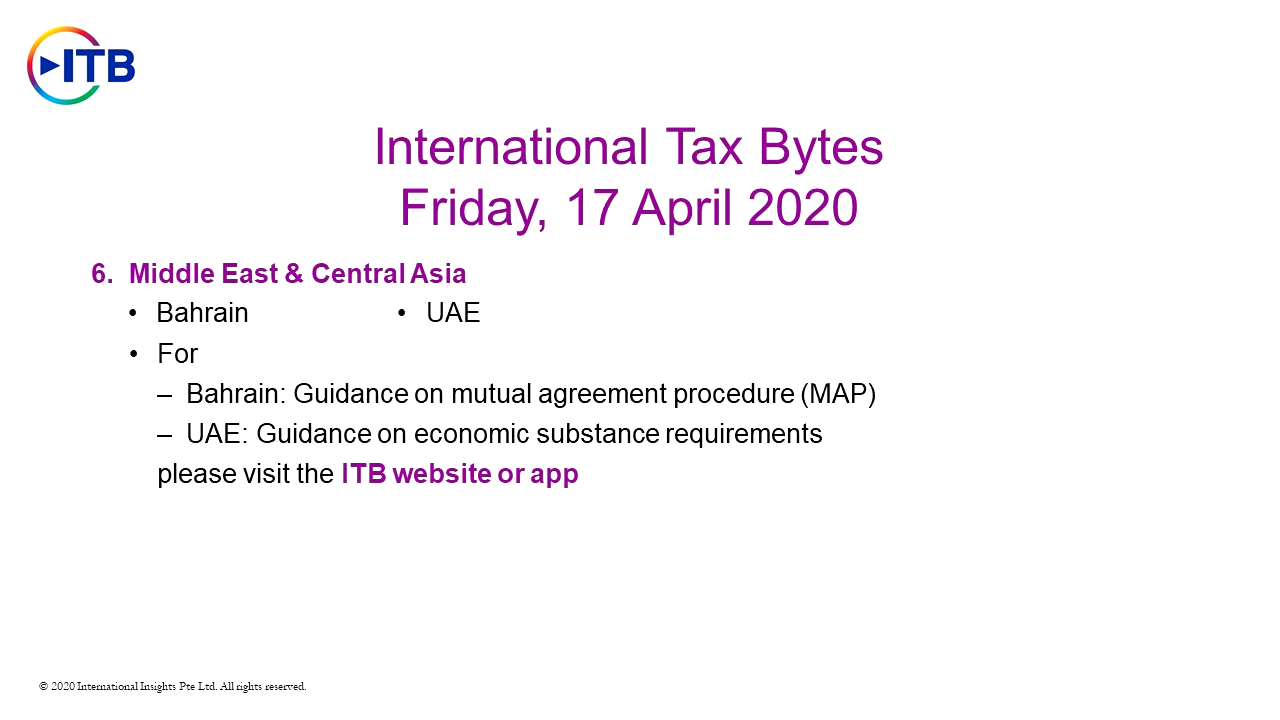 ITB
International Tax Bytes
Friday, 17 April 2020
6. Middle East & Central Asia
• Bahrain • UAE
• For
– Bahrain: Guidance on mutual agreement procedure (MAP)
– UAE: Guidance on economic substance requirements
please visit the ITB website or app
© 2020 International Insights Pte Ltd. All rights reserved.